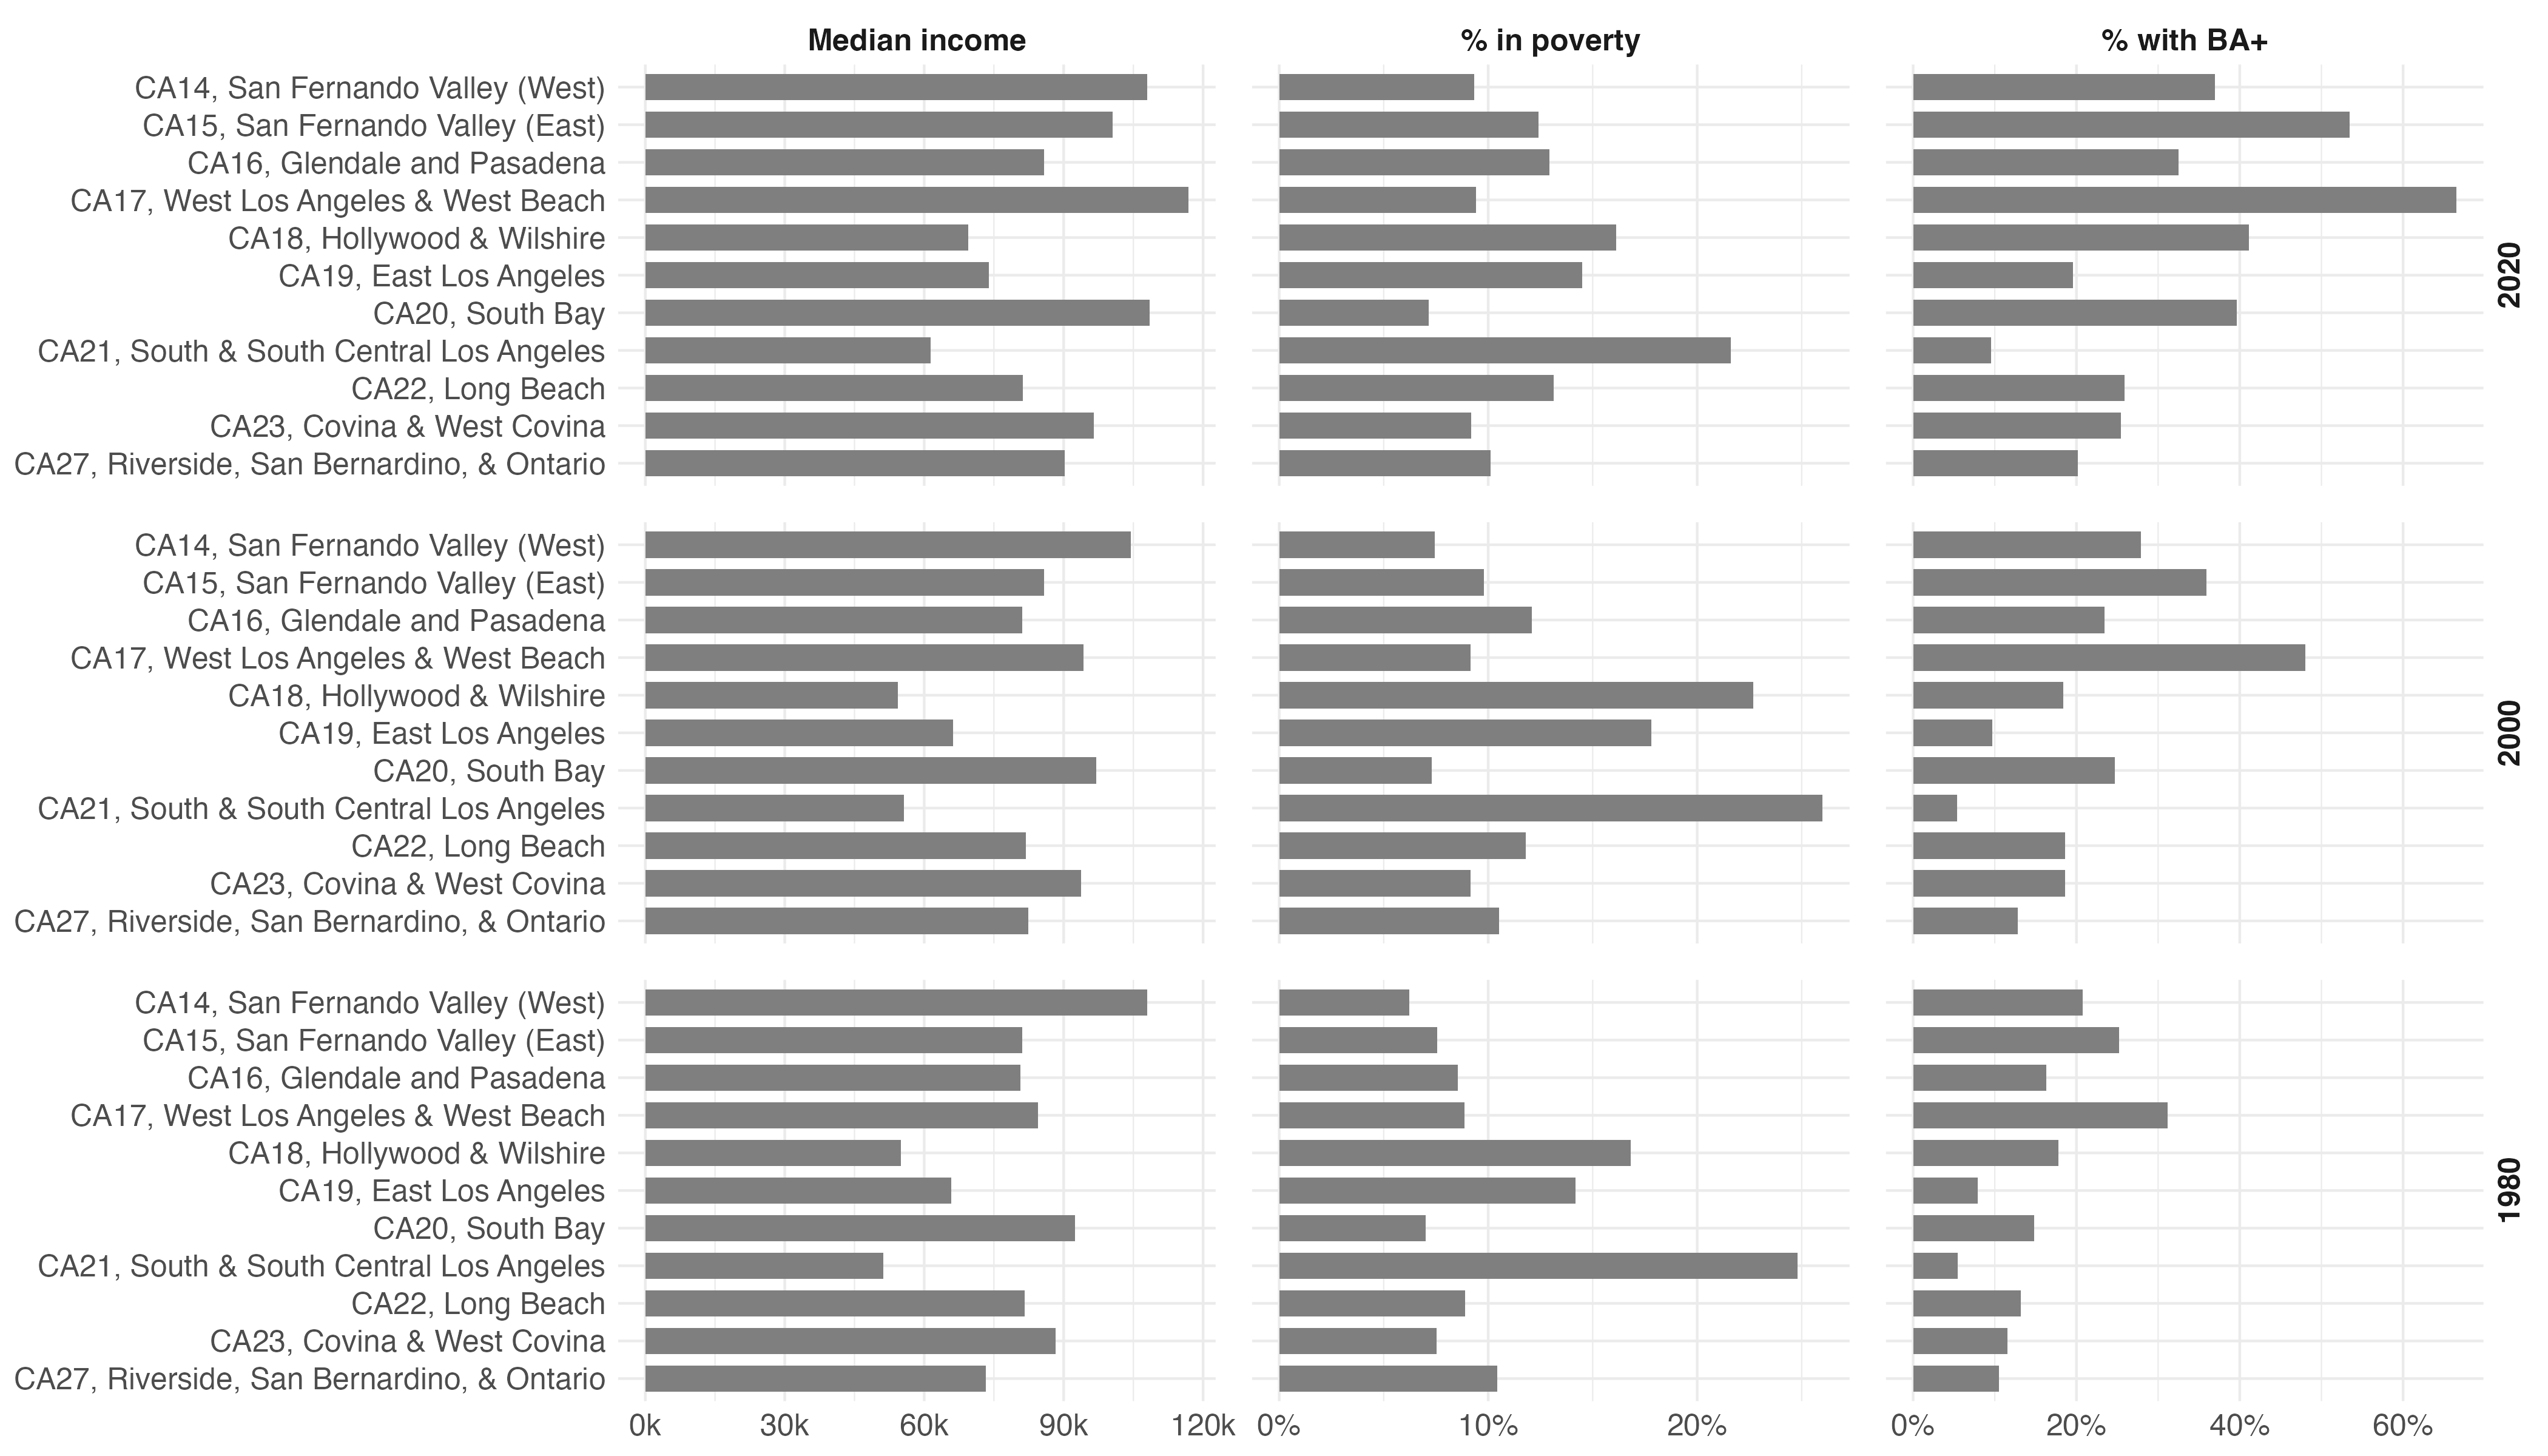 Median income % in poverty % with BA+
CA14, San Fernando Valley (West)
CA15, San Fernando Valley (East)
CA16, Glendale and Pasadena
CA17, West Los Angeles & West Beach
CA18, Hollywood & Wilshire
CA19, East Los Angeles
CA20, South Bay
CA21, South & South Central Los Angeles
CA22, Long Beach
CA23, Covina & West Covina
CA27, Riverside, San Bernardino, & Ontario
2020
CA14, San Fernando Valley (West)
CA15, San Fernando Valley (East)
CA16, Glendale and Pasadena
CA17, West Los Angeles & West Beach
CA18, Hollywood & Wilshire
CA19, East Los Angeles
CA20, South Bay
CA21, South & South Central Los Angeles
CA22, Long Beach
CA23, Covina & West Covina
CA27, Riverside, San Bernardino, & Ontario
2000
CA14, San Fernando Valley (West)
CA15, San Fernando Valley (East)
CA16, Glendale and Pasadena
CA17, West Los Angeles & West Beach
CA18, Hollywood & Wilshire
CA19, East Los Angeles
CA20, South Bay
CA21, South & South Central Los Angeles
CA22, Long Beach
CA23, Covina & West Covina
CA27, Riverside, San Bernardino, & Ontario
1980
0k 30k 60k 90k 120k 0% 10% 20% 0% 20% 40% 60%